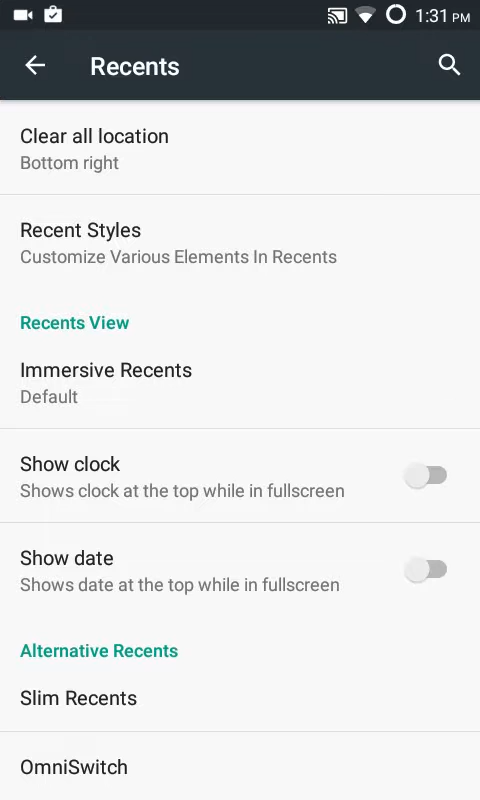 1:31 PM
Recents
Clear all location
Bottom right
Recent Styles
Customize Various Elements In Recents
Recents View
Immersive Recents
Default
Show clock
Shows clock at the top while in fullscreen
Show date
Shows date at the top while in fullscreen
Alternative Recents
Slim Recents
OmniSwitch